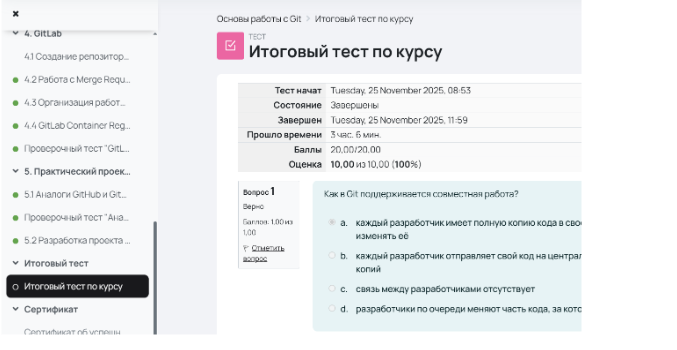 4. GitLab
4.1 Создание репозитор...
4.2 Работа с Merge Requ...
4.3 Организация работ...
4.4 GitLab Container Reg...
Проверочный тест "GitL...
5. Практический проек...
5.1 Аналоги GitHub и Git...
Проверочный тест "Ана...
5.2 Разработка проекта ...
Итоговый тест
Итоговый тест по курсу
Сертификат
Сертификат об успешн
Основы работы с Git > Итоговый тест по курсу
ТЕСТ
Итоговый тест по курсу
Тест начат Tuesday, 25 November 2025, 08:53
Состояние Завершены
Завершен Tuesday, 25 November 2025, 11:59
Прошло времени 3 час. 6 мин.
Баллы 20,00/20,00
Оценка 10,00 из 10,00 (100%)
Вопрос 1
Верно
Баллов: 1,00 из
1,00
Отметить
вопрос
Как в Git поддерживается совместная работа?
a. каждый разработчик имеет полную копию кода в сво
изменять её
b. каждый разработчик отправляет свой код на централ
копий
c. связь между разработчиками отсутствует
d. разработчики по очереди меняют часть кода, за кото